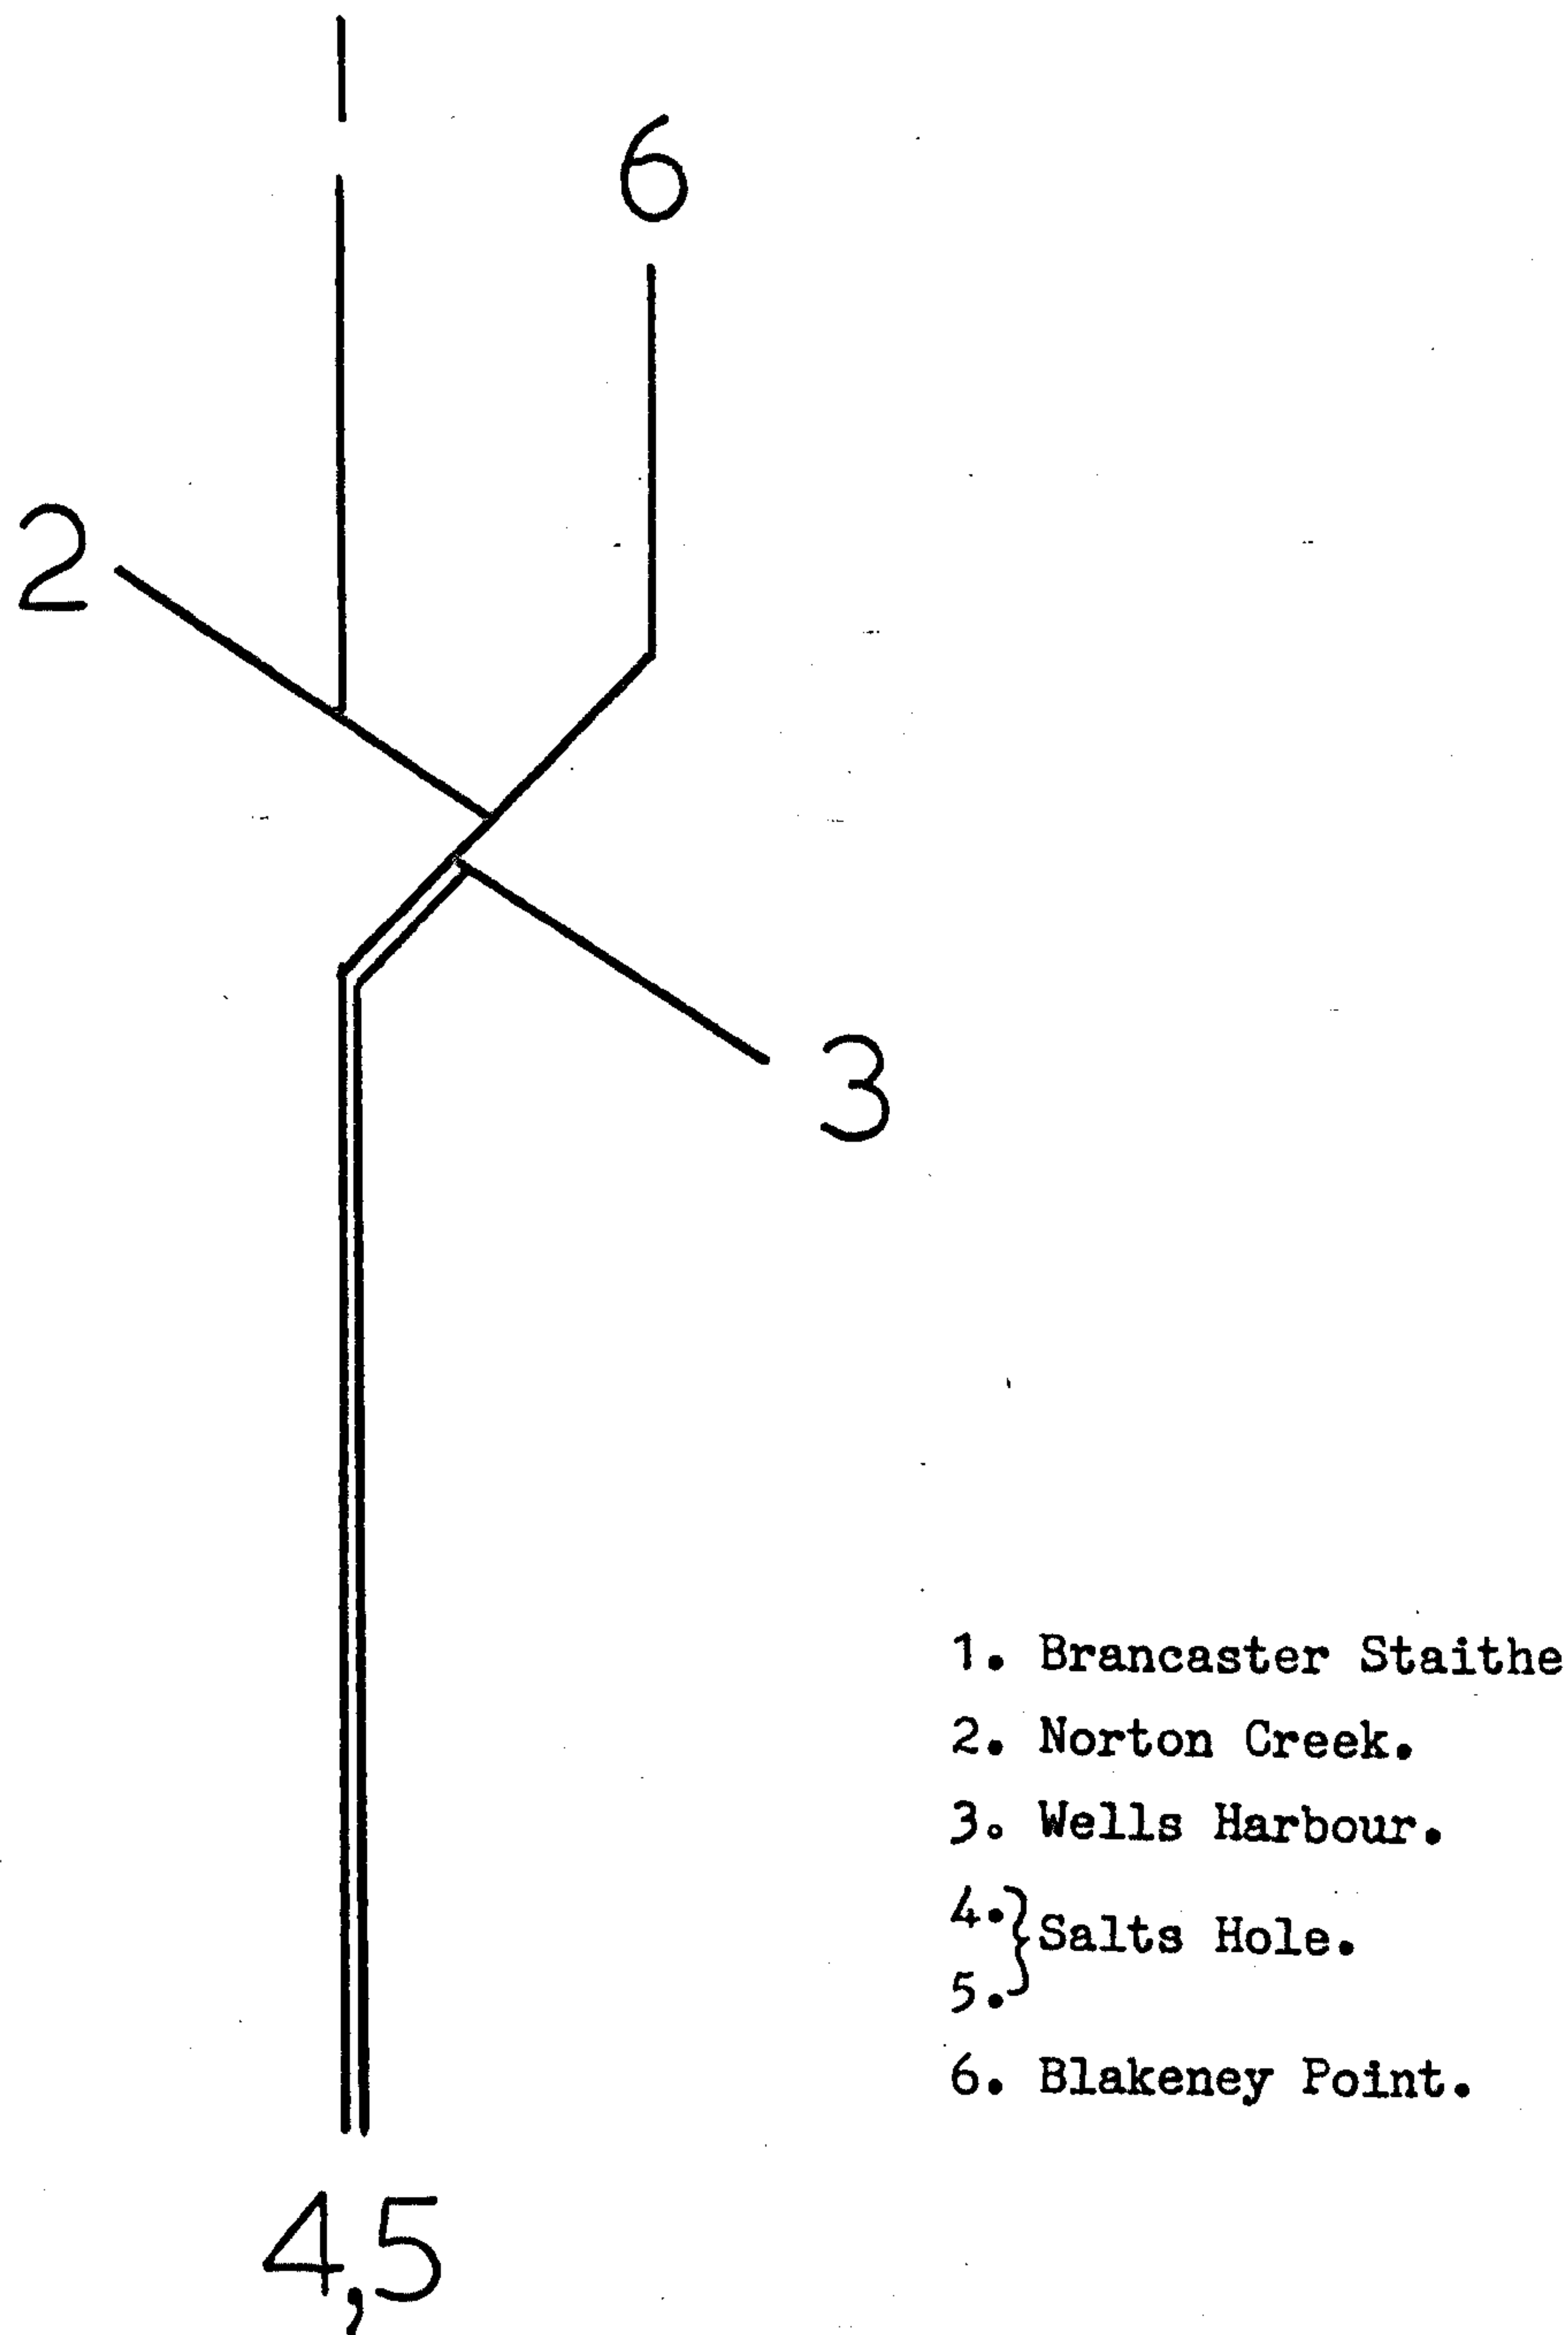 1
6
2
3
1. Brancaster Staithe
2. Norton Creek.
3. Wells Harbour.
4.
Salts Hole.
5.
6. Blakeney Point.
4,5